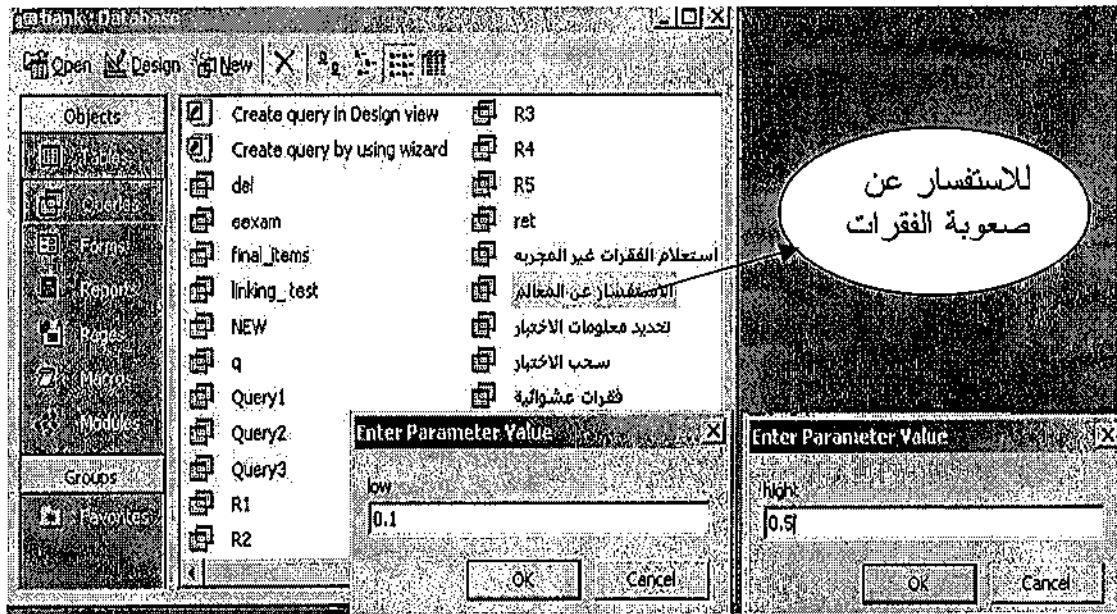 bank : Database
Open Design New
Objects
Tables
Queries
Forms
Reports
Pages
Macros
Modules
Groups
Favorites
Create query in Design view
Create query by using wizard
del
eexam
final_items
linking_test
NEW
q
Query1
Query2
Query3
R1
R2
R3
R4
R5
ret
استعلام الفقرات غير المجربه
الاستفسار عن المعالم
تحديد معلومات الاختبار
سحب الاختبار
فقرات عشوائية
للاستفسار عن
صعوبة الفقرات
Enter Parameter Value
low
0.1
OK Cancel
Enter Parameter Value
hight
0.5
OK Cancel